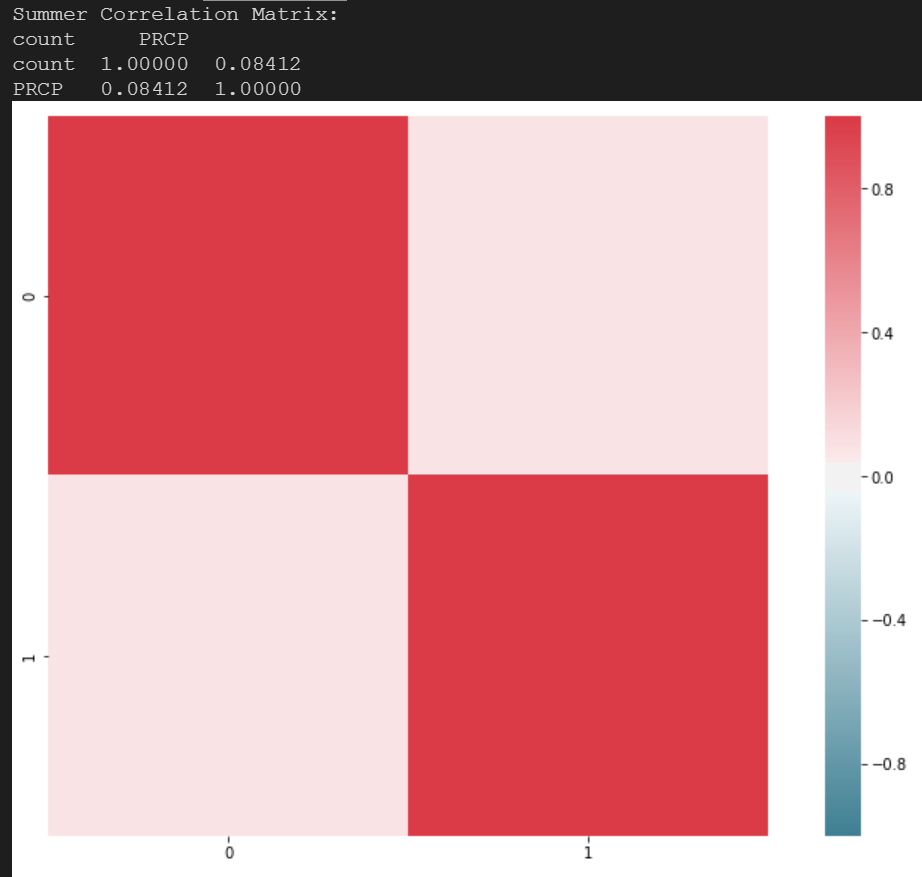 Summer Correlation Matrix:
count     PRCP
count  1.00000  0.08412
PRCP   0.08412  1.00000
0.8
0
0.4
0.0
−0.4
1
−0.8
0 1